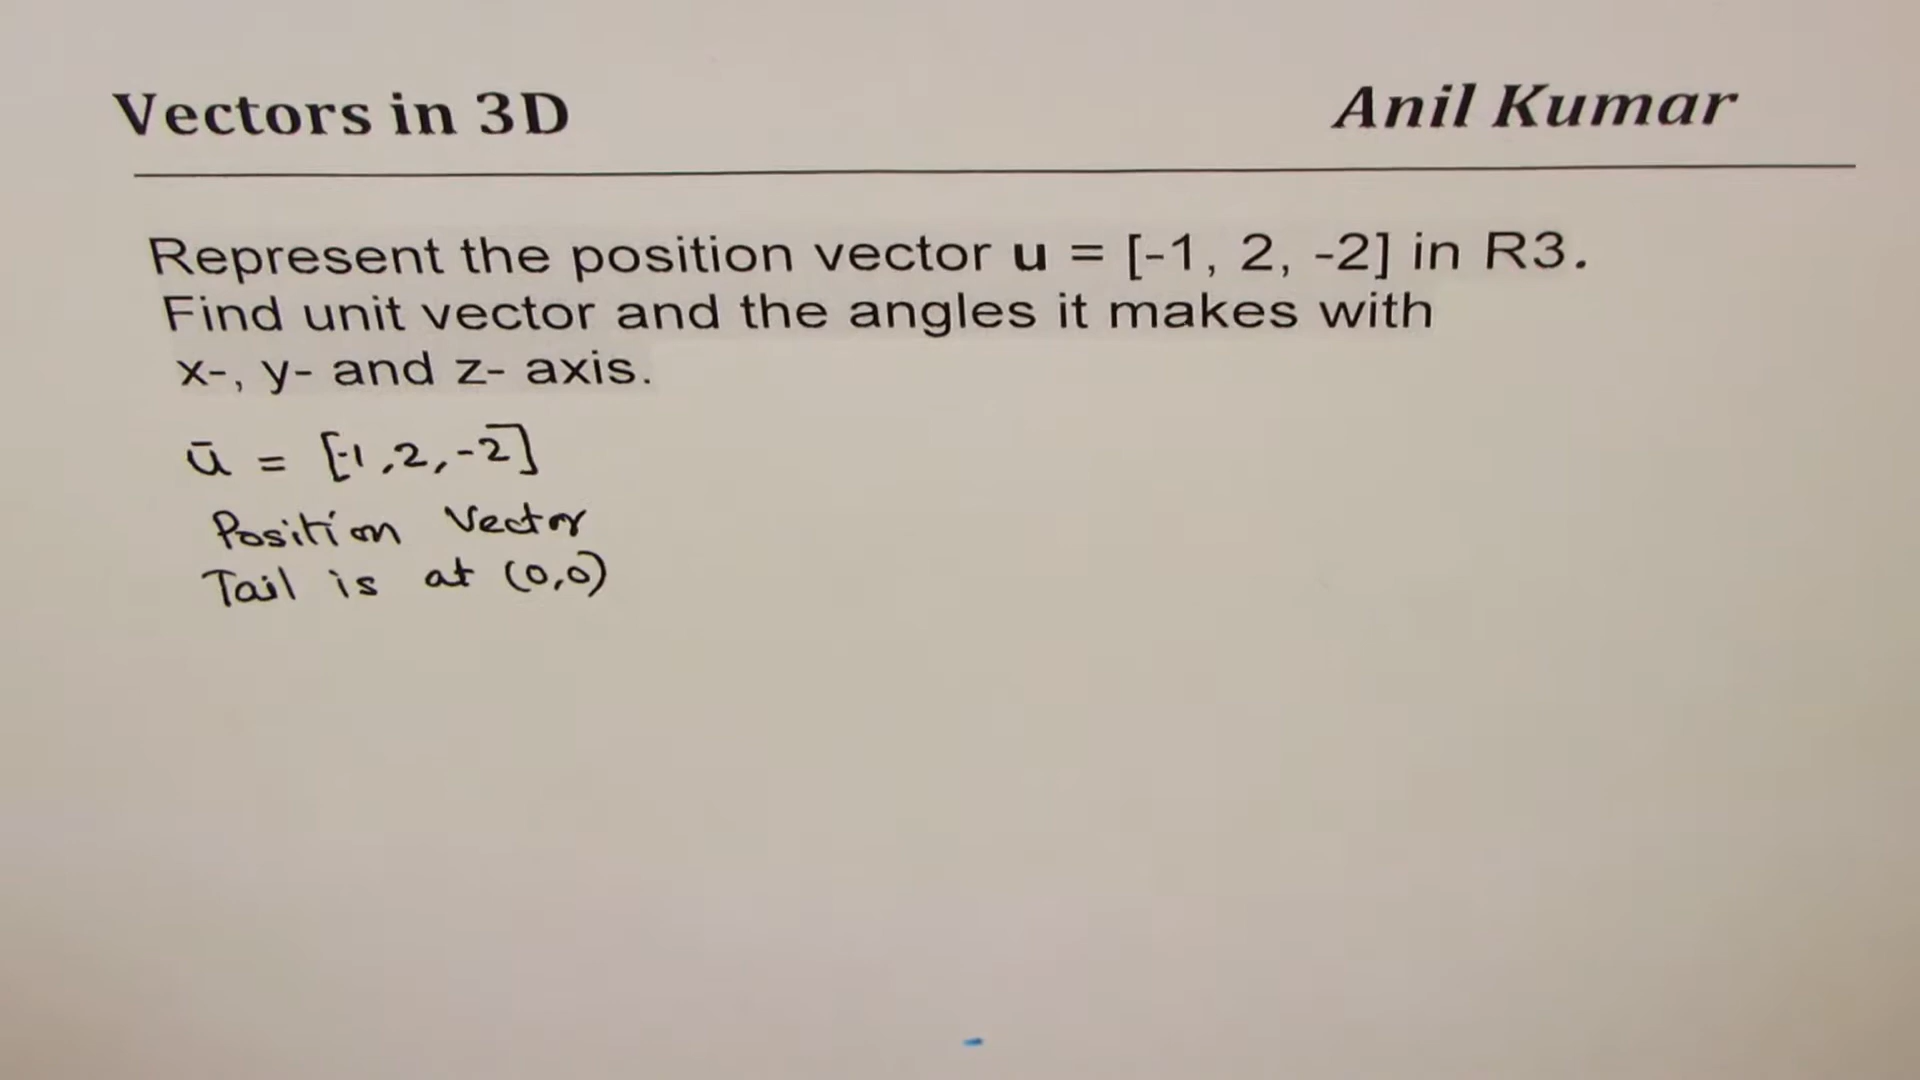 Vectors in 3D Anil Kumar
Represent the position vector u = [-1, 2, -2] in R3.
Find unit vector and the angles it makes with
x-, y- and z- axis.
ū = [-1, 2, -2]
Position Vector
Tail is at (0,0)